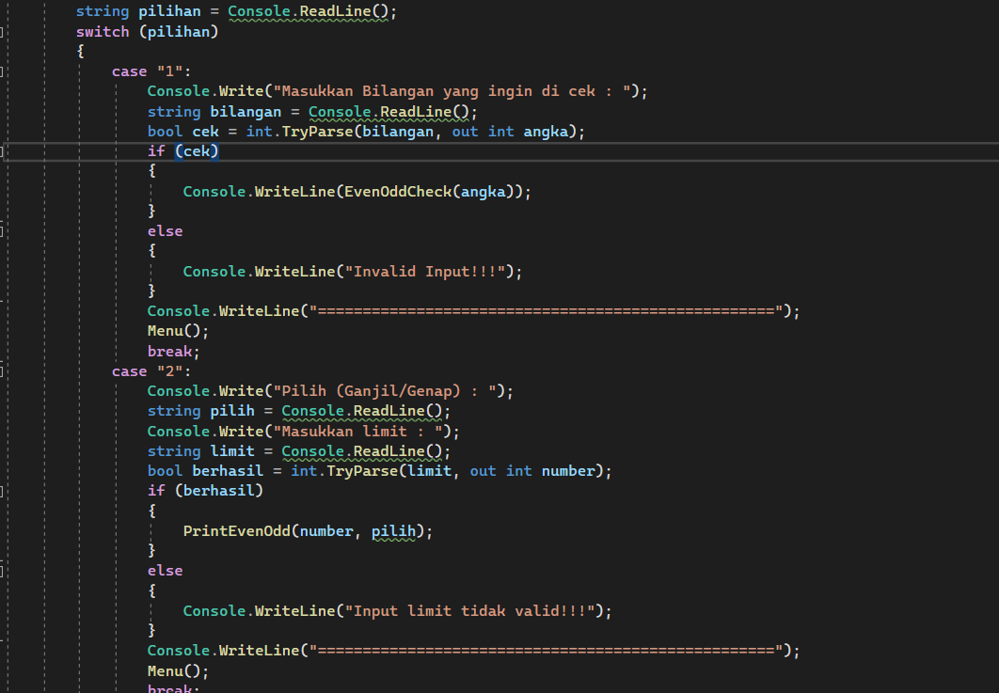 string pilihan = Console.ReadLine();
switch (pilihan)
{
case "1":
Console.Write("Masukkan Bilangan yang ingin di cek : ");
string bilangan = Console.ReadLine();
bool cek = int.TryParse(bilangan, out int angka);
if (cek)
{
Console.WriteLine(EvenOddCheck(angka));
}
else
{
Console.WriteLine("Invalid Input!!!");
}
Console.WriteLine("===================================================");
Menu();
break;
case "2":
Console.Write("Pilih (Ganjil/Genap) : ");
string pilih = Console.ReadLine();
Console.Write("Masukkan limit : ");
string limit = Console.ReadLine();
bool berhasil = int.TryParse(limit, out int number);
if (berhasil)
{
PrintEvenOdd(number, pilih);
}
else
{
Console.WriteLine("Input limit tidak valid!!!");
}
Console.WriteLine("===================================================");
Menu();
break;